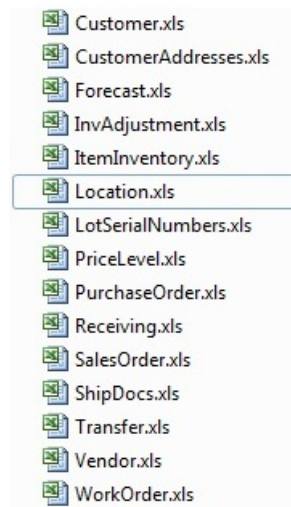 Customer.xls
CustomerAddresses.xls
Forecast.xls
InvAdjustment.xls
ItemInventory.xls
Location.xls
LotSerialNumbers.xls
PriceLevel.xls
PurchaseOrder.xls
Receiving.xls
SalesOrder.xls
ShipDocs.xls
Transfer.xls
Vendor.xls
WorkOrder.xls